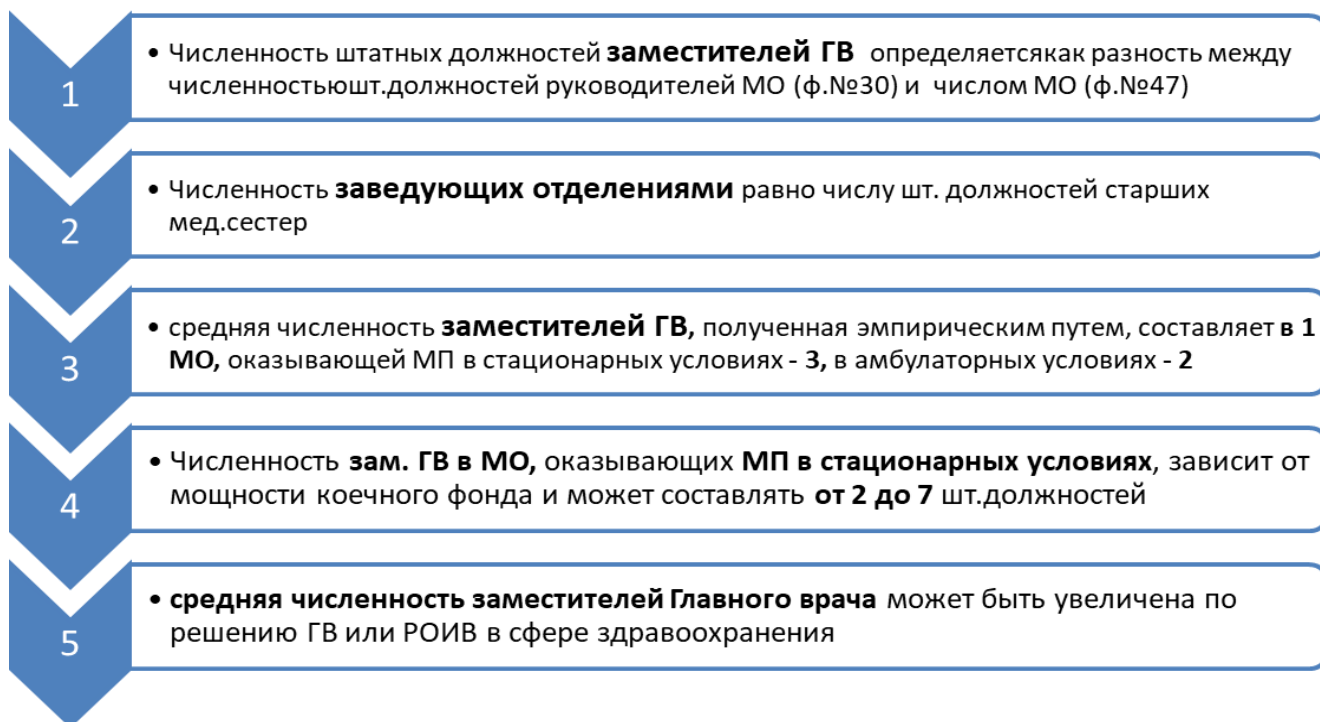 1
• Численность штатных должностей заместителей ГВ определяетсякак разность между
численностьюшт.должностей руководителей МО (ф.№30) и числом МО (ф.№47)
2
• Численность заведующих отделениями равно числу шт. должностей старших
мед.сестер
3
• средняя численность заместителей ГВ, полученная эмпирическим путем, составляет в 1
МО, оказывающей МП в стационарных условиях - 3, в амбулаторных условиях - 2
4
• Численность зам. ГВ в МО, оказывающих МП в стационарных условиях, зависит от
мощности коечного фонда и может составлять от 2 до 7 шт.должностей
5
• средняя численность заместителей Главного врача может быть увеличена по
решению ГВ или РОИВ в сфере здравоохранения